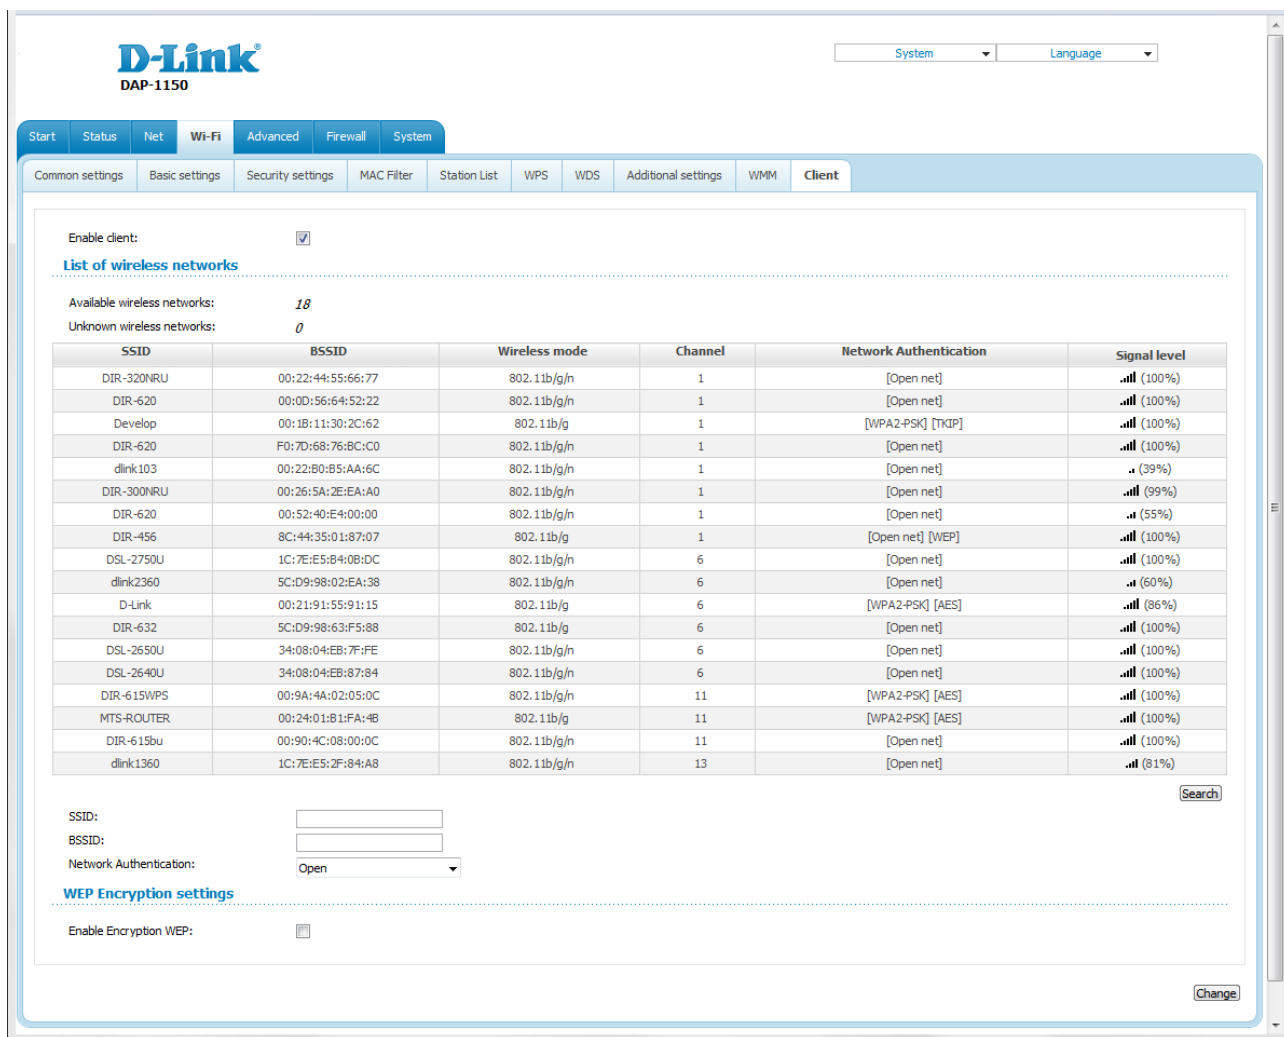 D-Link®
DAP-1150
System Language
Start Status Net Wi-Fi Advanced Firewall System
Common settings Basic settings Security settings MAC Filter Station List WPS WDS Additional settings WMM Client
Enable client:
List of wireless networks
Available wireless networks: 18
Unknown wireless networks: 0
SSID BSSID Wireless mode Channel Network Authentication Signal level
DIR-320NRU 00:22:44:55:66:77 802.11b/g/n 1 [Open net] (100%)
DIR-620 00:0D:56:64:52:22 802.11b/g/n 1 [Open net] (100%)
Develop 00:1B:11:30:2C:62 802.11b/g 1 [WPA2-PSK] [TKIP] (100%)
DIR-620 F0:7D:68:76:BC:C0 802.11b/g/n 1 [Open net] (100%)
dlink103 00:22:B0:B5:AA:6C 802.11b/g/n 1 [Open net] (39%)
DIR-300NRU 00:26:5A:2E:EA:A0 802.11b/g/n 1 [Open net] (99%)
DIR-620 00:52:40:E4:00:00 802.11b/g/n 1 [Open net] (55%)
DIR-456 8C:44:35:01:87:07 802.11b/g 1 [Open net] [WEP] (100%)
DSL-2750U 1C:7E:E5:B4:0B:DC 802.11b/g/n 6 [Open net] (100%)
dlink2360 5C:D9:98:02:EA:38 802.11b/g/n 6 [Open net] (60%)
D-Link 00:21:91:55:91:15 802.11b/g 6 [WPA2-PSK] [AES] (86%)
DIR-632 5C:D9:98:63:F5:88 802.11b/g 6 [Open net] (100%)
DSL-2650U 34:08:04:EB:7F:FE 802.11b/g/n 6 [Open net] (100%)
DSL-2640U 34:08:04:EB:87:84 802.11b/g/n 6 [Open net] (100%)
DIR-615WPS 00:9A:4A:02:05:0C 802.11b/g/n 11 [WPA2-PSK] [AES] (100%)
MTS-ROUTER 00:24:01:B1:FA:4B 802.11b/g 11 [WPA2-PSK] [AES] (100%)
DIR-615bu 00:90:4C:08:00:0C 802.11b/g/n 11 [Open net] (100%)
dlink1360 1C:7E:E5:2F:84:A8 802.11b/g/n 13 [Open net] (81%)
Search
SSID:
BSSID:
Network Authentication: Open
WEP Encryption settings
Enable Encryption WEP:
Change